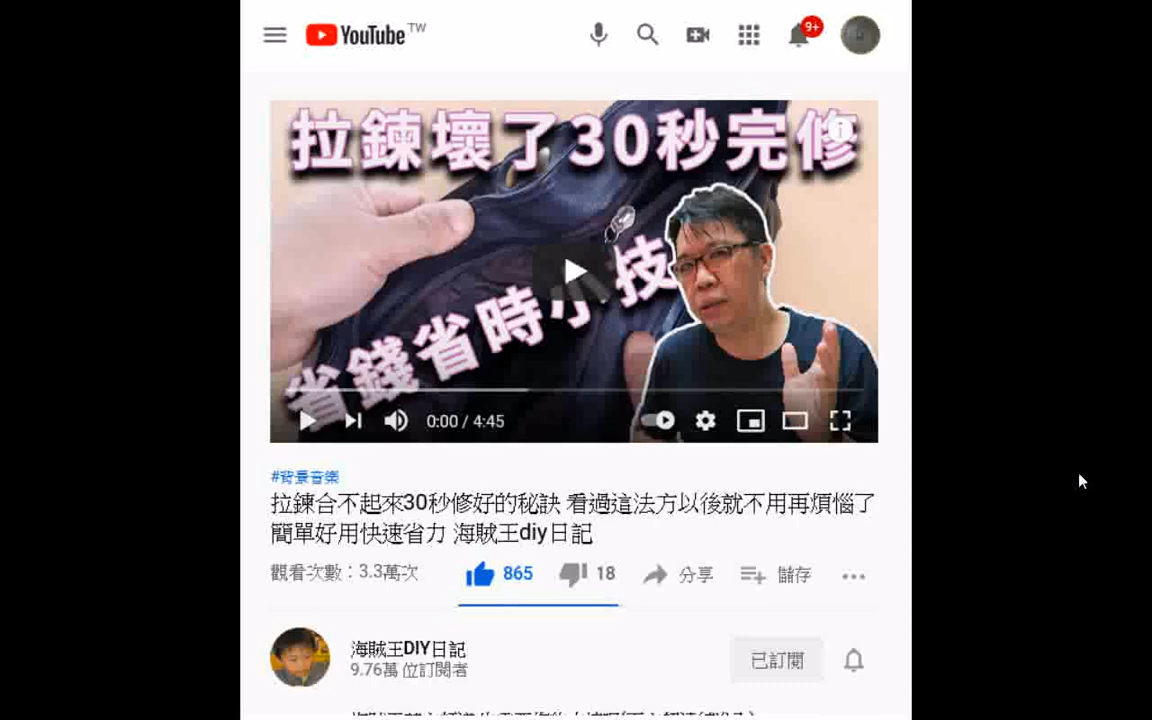 YouTube TW
9+
拉鍊壞了30秒完修
省錢省時小技
0:00 / 4:45
#背景音樂
拉鍊合不起來30秒修好的秘訣 看過這法方以後就不用再煩惱了
簡單好用快速省力 海賊王diy日記
觀看次數：3.3萬次
865
18
分享
儲存
海賊王DIY日記
9.76萬 位訂閱者
已訂閱